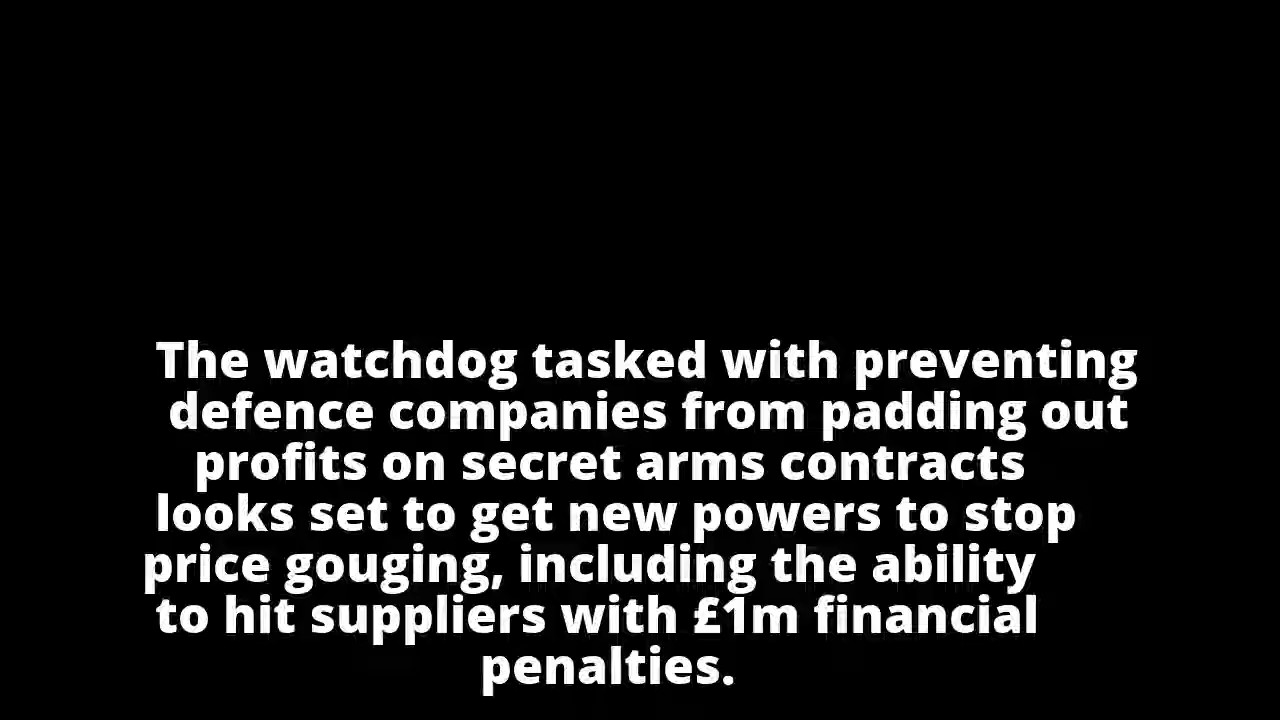 The watchdog tasked with preventing
defence companies from padding out
profits on secret arms contracts
looks set to get new powers to stop
price gouging, including the ability
to hit suppliers with £1m financial
penalties.